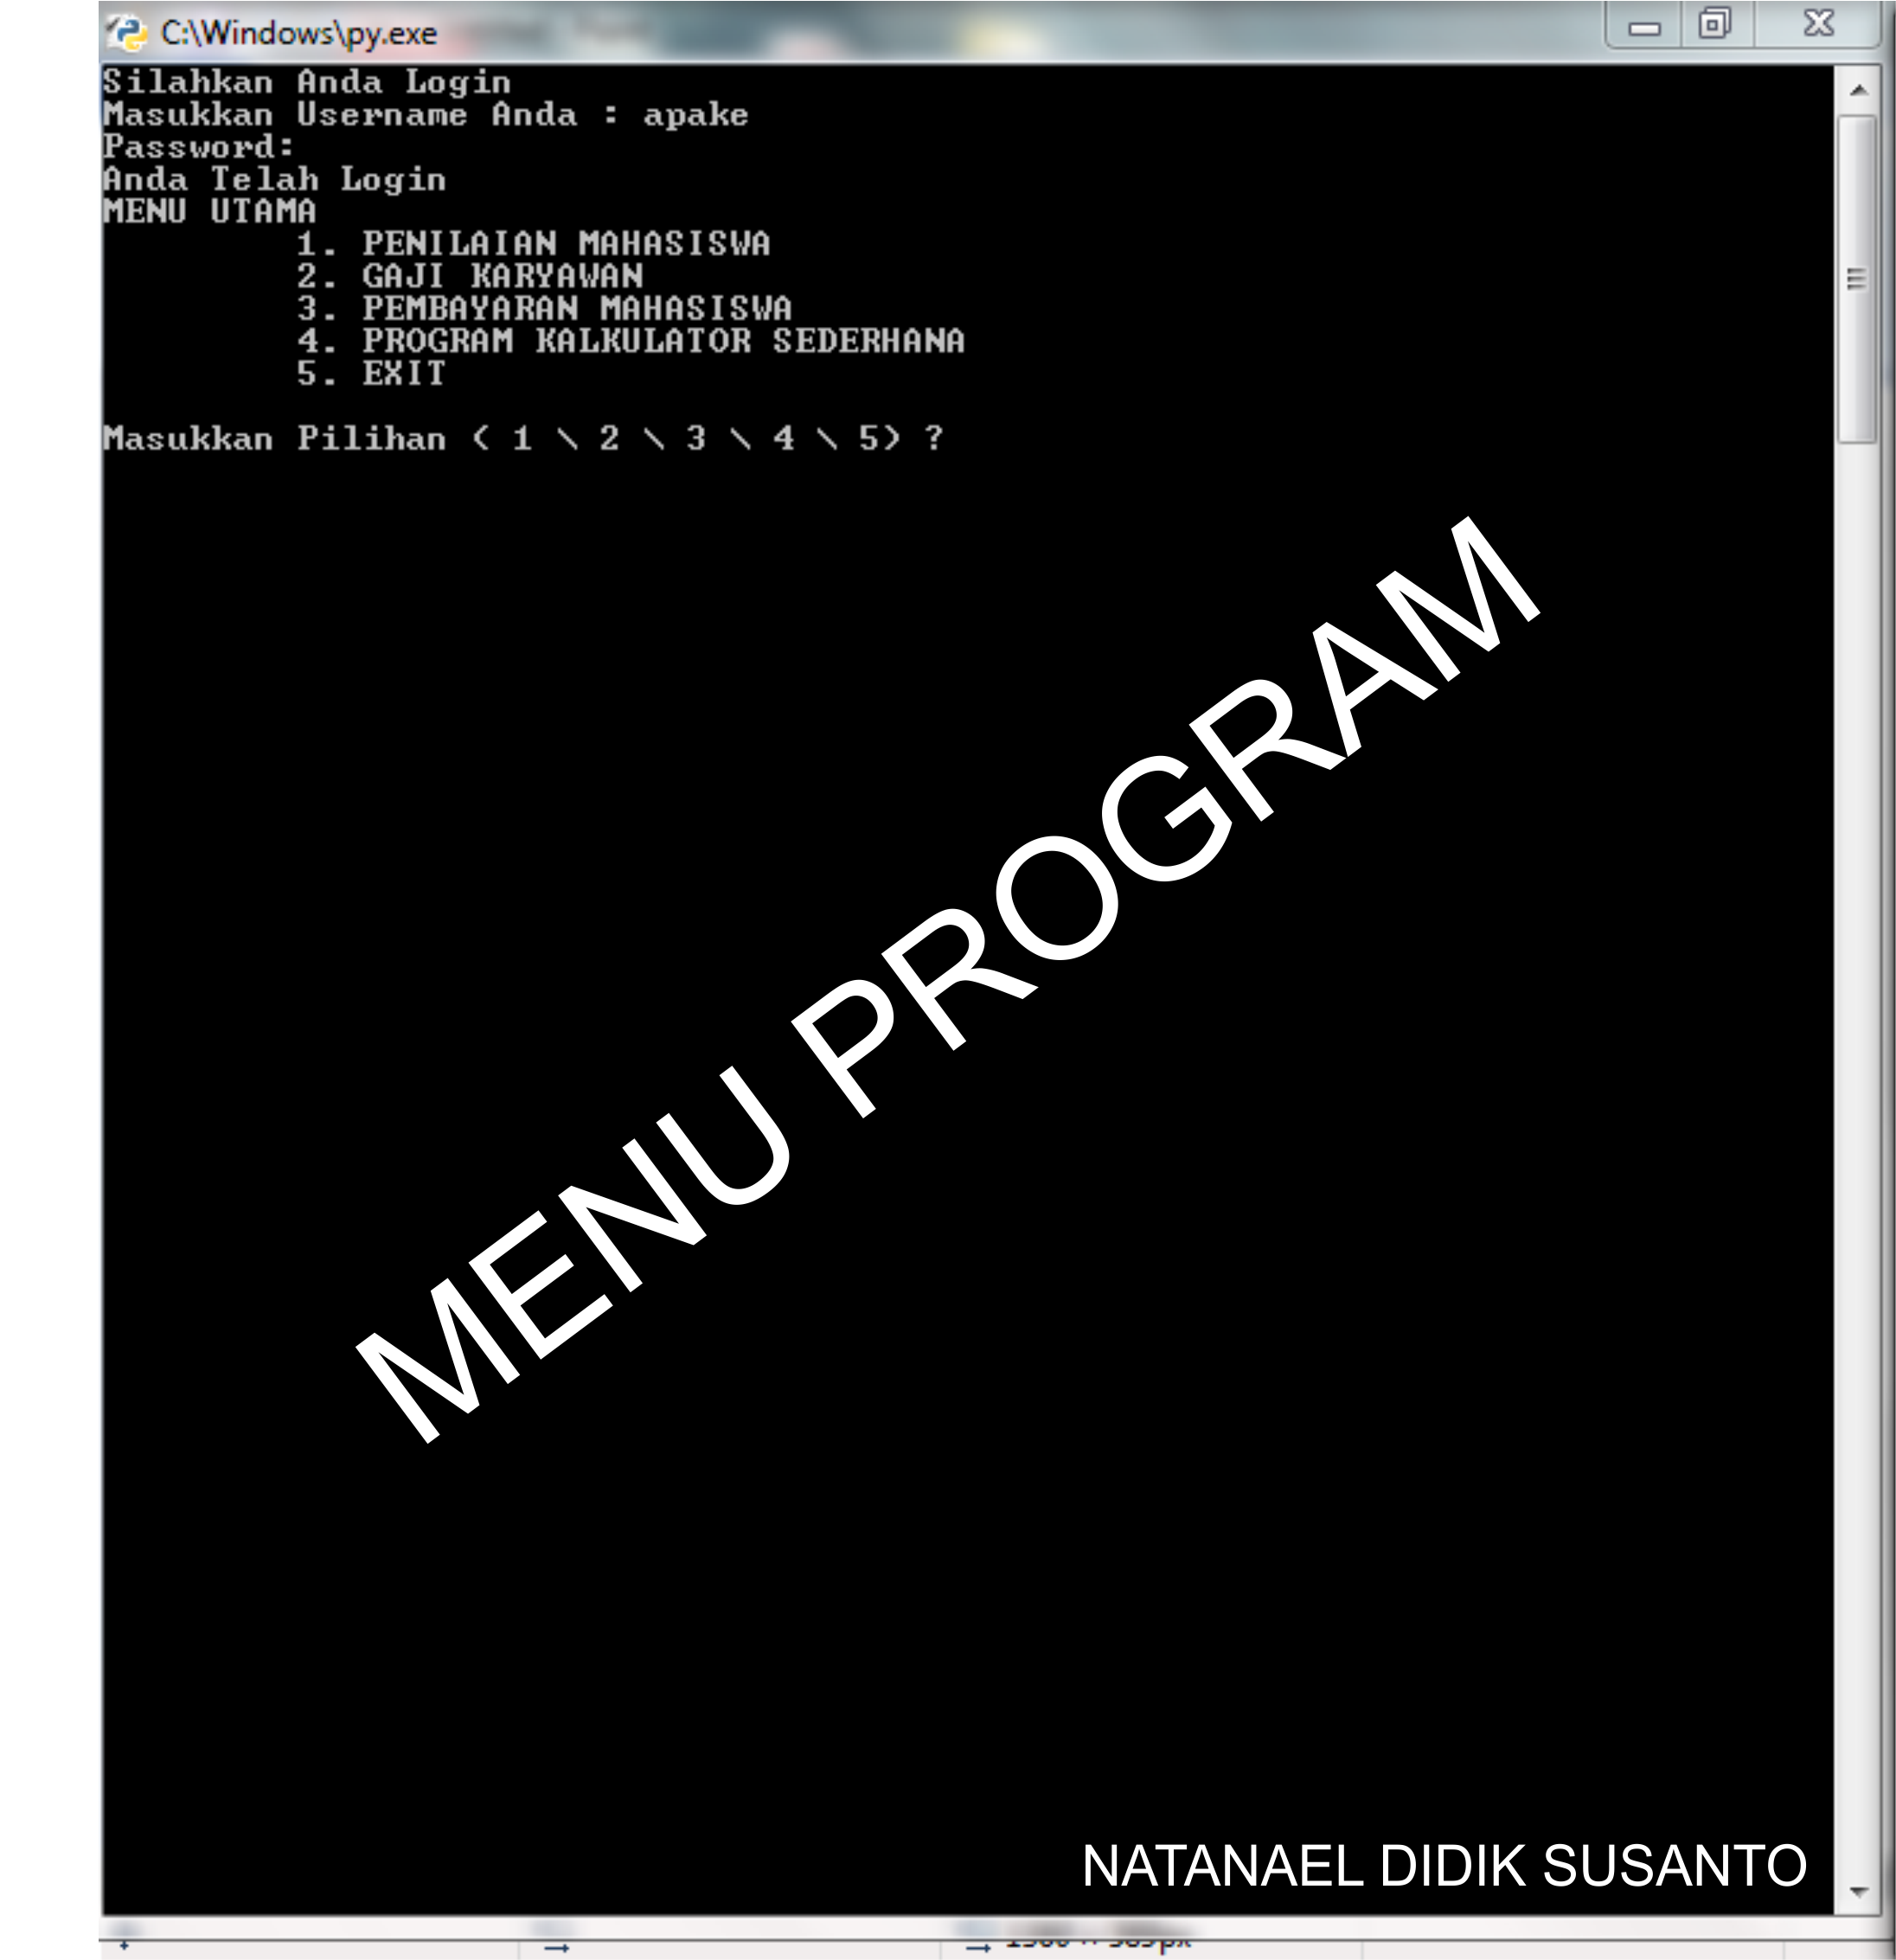 C:\Windows\py.exe
Silahkan Anda Login
Masukkan Username Anda : apake
Password:
Anda Telah Login
MENU UTAMA
1. PENILAIAN MAHASISWA
2. GAJI KARYAWAN
3. PEMBAYARAN MAHASISWA
4. PROGRAM KALKULATOR SEDERHANA
5. EXIT
Masukkan Pilihan ( 1 \ 2 \ 3 \ 4 \ 5) ?
MENU PROGRAM
NATANAEL DIDIK SUSANTO